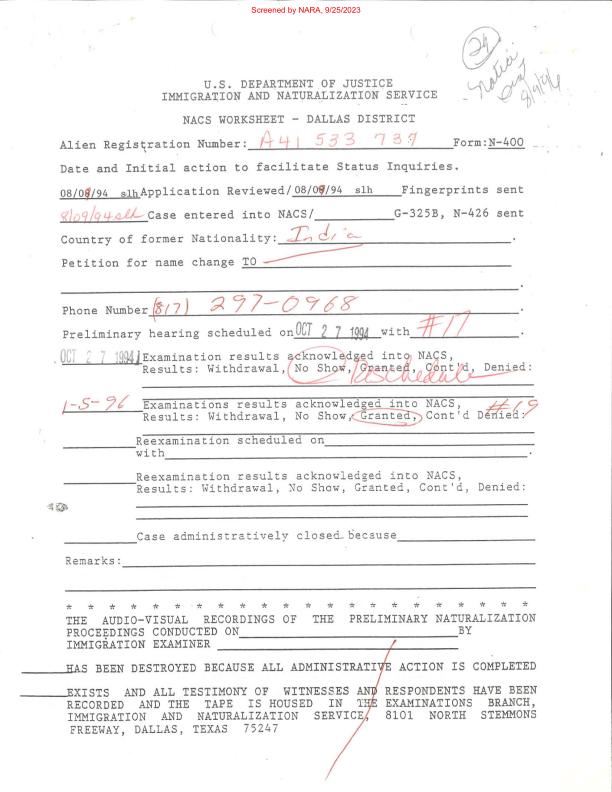 Screened by NARA, 9/25/2023
29
Notice
Sent
8/9/96
U.S. DEPARTMENT OF JUSTICE
IMMIGRATION AND NATURALIZATION SERVICE
NACS WORKSHEET - DALLAS DISTRICT
Alien Registration Number: A41 533 737 Form:N-400
Date and Initial action to facilitate Status Inquiries.
08/08/94 slh Application Reviewed/ 08/08/94 slh Fingerprints sent
8/09/94 slh Case entered into NACS/ G-325B, N-426 sent
Country of former Nationality: India.
Petition for name change TO
.
Phone Number (817) 297-0968
Preliminary hearing scheduled on OCT 27 1994 with #17
OCT 27 1994 Examination results acknowledged into NACS,
Results: Withdrawal, No Show, Granted, Cont'd, Denied:
Reschedule
1-5-96 Examinations results acknowledged into NACS, #69
Results: Withdrawal, No Show, Granted, Cont'd Denied:
Reexamination scheduled on
with .
Reexamination results acknowledged into NACS,
Results: Withdrawals, No Show, Granted, Cont'd, Denied:
Case administratively closed because
Remarks:
* * * * * * * * * * * * * * * * * * * *
THE AUDIO-VISUAL RECORDINGS OF THE PRELIMINARY NATURALIZATION
PROCEEDINGS CONDUCTED ON BY
IMMIGRATION EXAMINER
HAS BEEN DESTROYED BECAUSE ALL ADMINISTRATIVE ACTION IS COMPLETED
EXISTS AND ALL TESTIMONY OF WITNESSES AND RESPONDENTS HAVE BEEN
RECORDED AND THE TAPE IS HOUSED IN THE EXAMINATIONS BRANCH,
IMMIGRATION AND NATURALIZATION SERVICE, 8101 NORTH STEMMONS
FREEWAY, DALLAS, TEXAS 75247